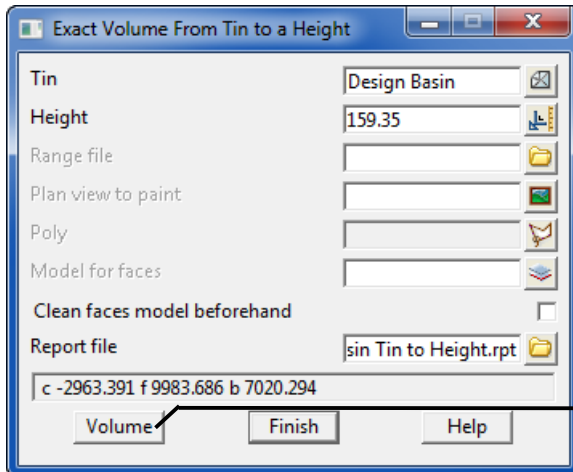 Exact Volume From Tin to a Height
Tin Design Basin
Height 159.35
Range file
Plan view to paint
Poly
Model for faces
Clean faces model beforehand
Report file sin Tin to Height.rpt
c -2963.391 f 9983.686 b 7020.294
Volume Finish Help